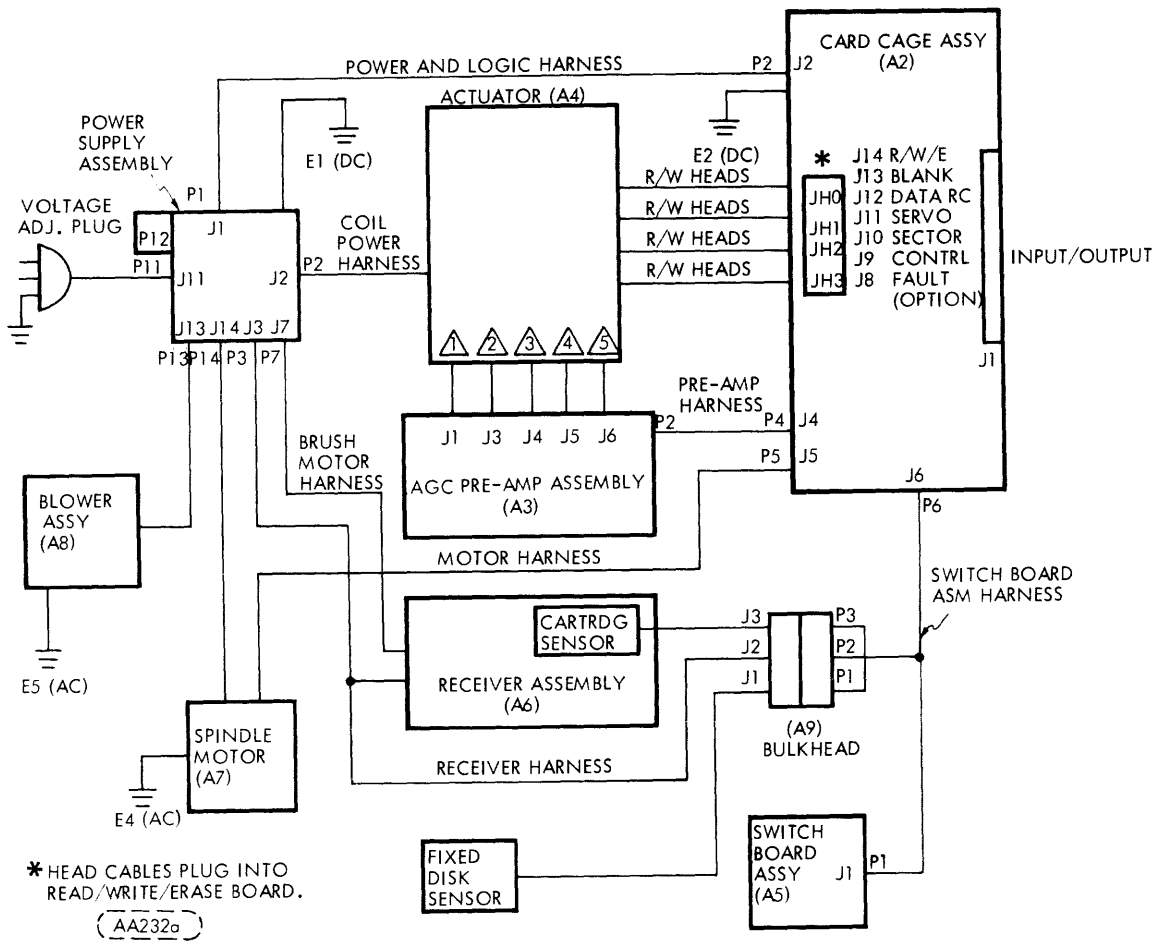 POWER AND LOGIC HARNESS
P2
J2
CARD CAGE ASSY
(A2)
ACTUATOR (A4)
POWER
SUPPLY
ASSEMBLY
E1 (DC)
E2 (DC)
P1
J1
VOLTAGE
ADJ. PLUG
P12
P11
J11
J2
P2
COIL
POWER
HARNESS
R/W HEADS
R/W HEADS
R/W HEADS
R/W HEADS
*
JH0
JH1
JH2
JH3
J14 R/W/E
J13 BLANK
J12 DATA RC
J11 SERVO
J10 SECTOR
J9 CONTRL
J8 FAULT
(OPTION)
INPUT/OUTPUT
J1
J13 J14 J3 J7
P13 P14 P3 P7
1 2 3 4 5
J1 J3 J4 J5 J6
AGC PRE-AMP ASSEMBLY
(A3)
P2
PRE-AMP
HARNESS
P4
J4
P5
J5
J6
P6
BRUSH
MOTOR
HARNESS
BLOWER
ASSY
(A8)
E5 (AC)
MOTOR HARNESS
SWITCH BOARD
ASM HARNESS
CARTRDG
SENSOR
RECEIVER ASSEMBLY
(A6)
J3
J2
J1
P3
P2
P1
(A9)
BULKHEAD
SPINDLE
MOTOR
(A7)
E4 (AC)
RECEIVER HARNESS
FIXED
DISK
SENSOR
SWITCH
BOARD
ASSY
(A5)
J1
P1
* HEAD CABLES PLUG INTO
READ/WRITE/ERASE BOARD.
AA232a